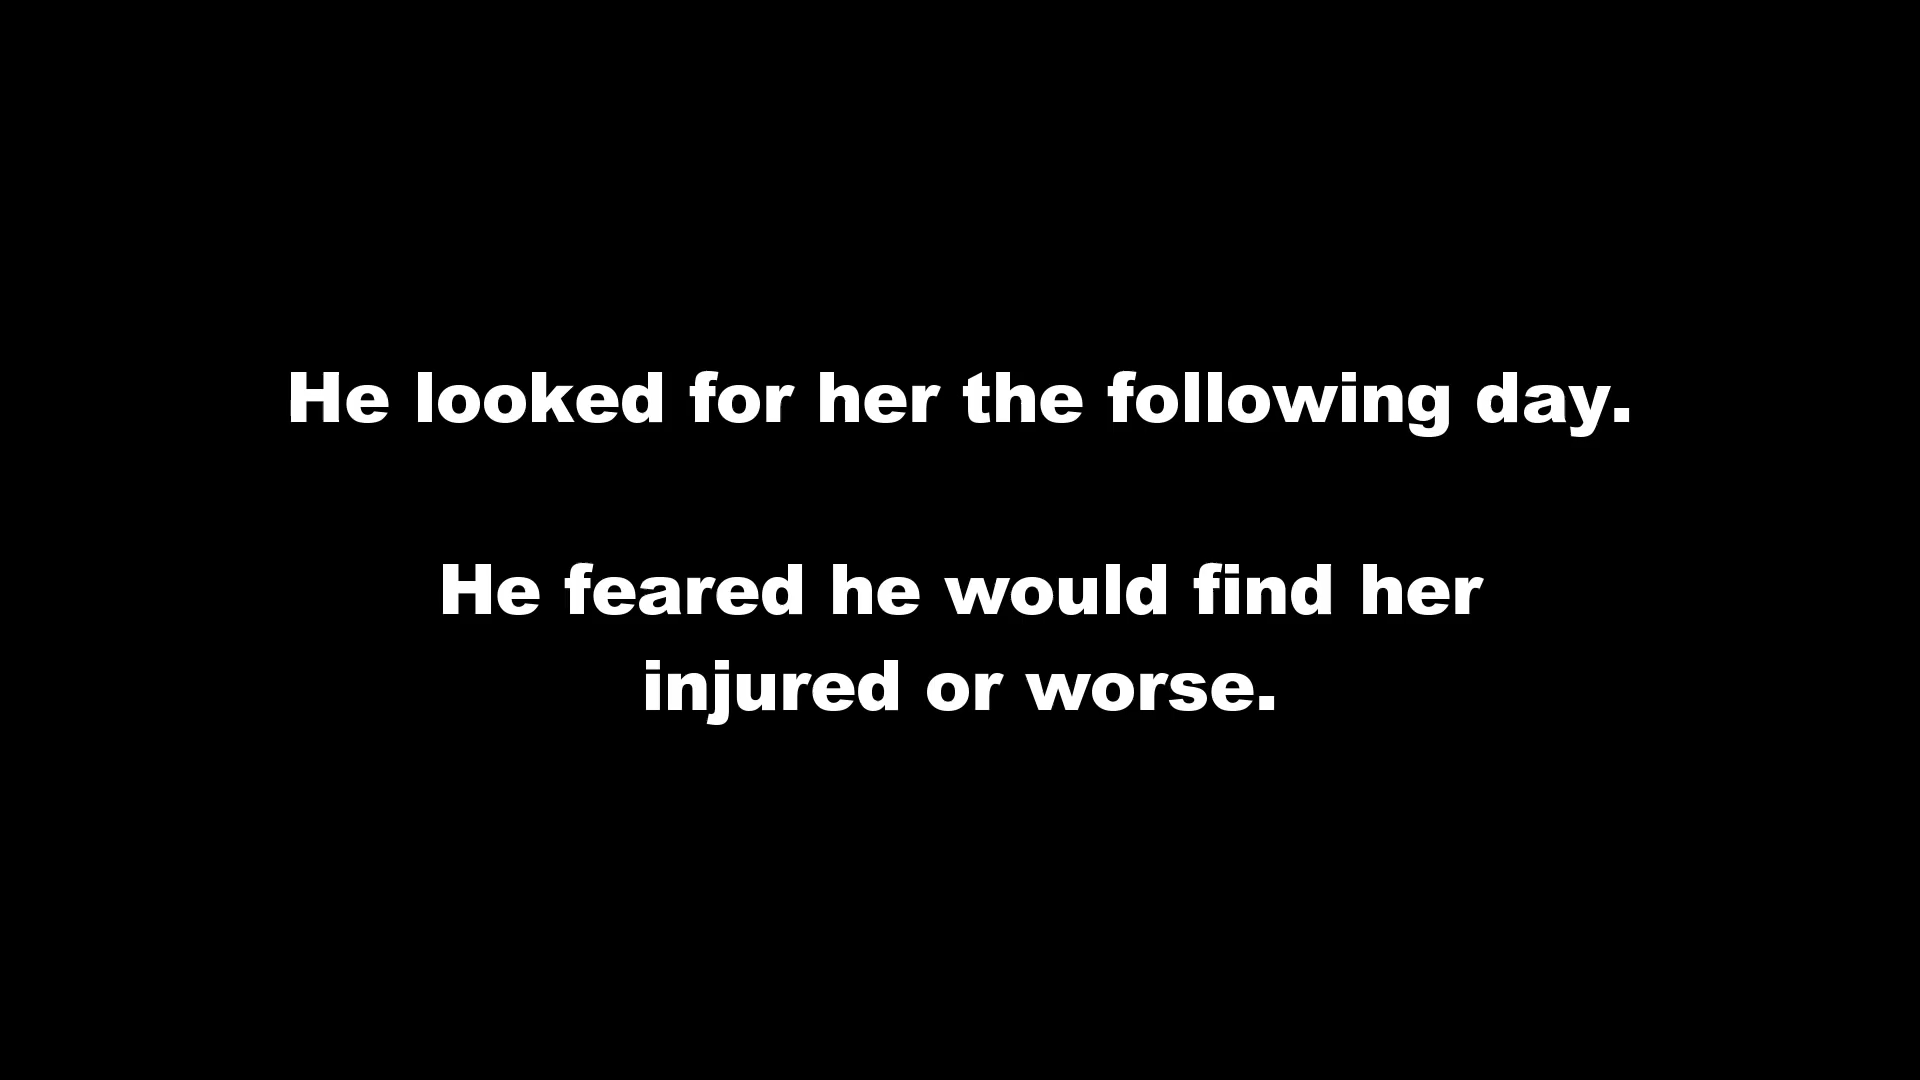 He looked for her the following day.
He feared he would find her
injured or worse.